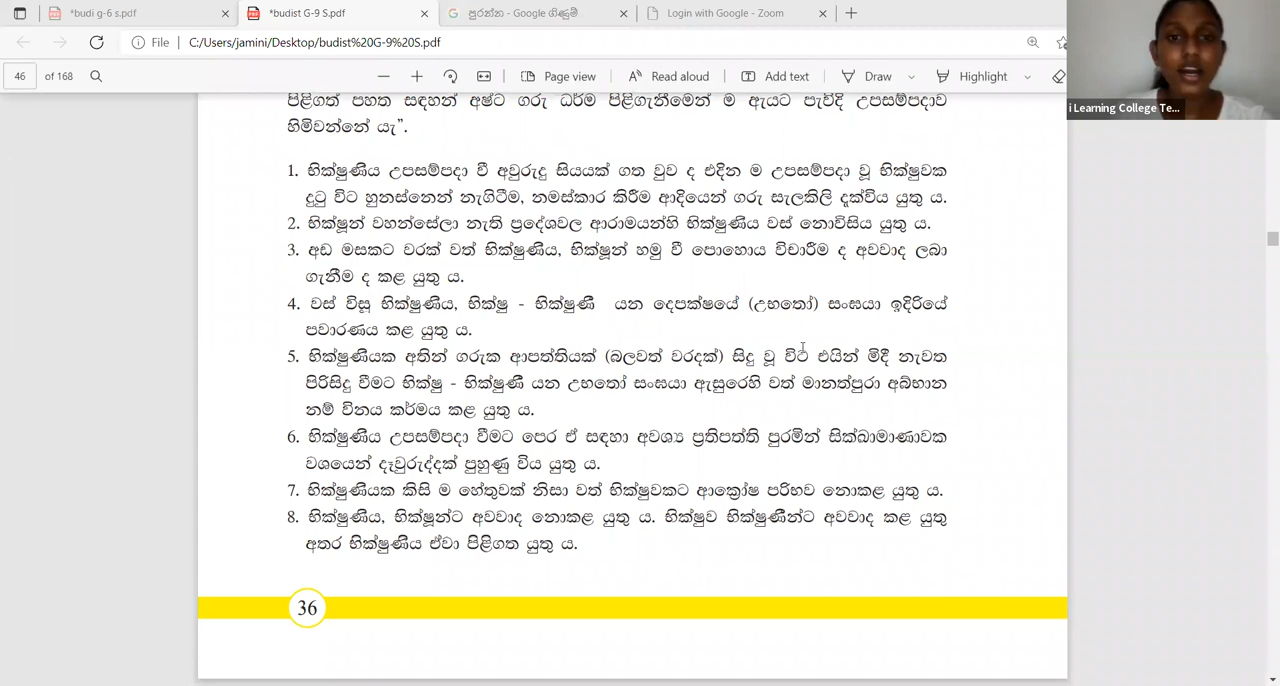 *budi g-6 s.pdf
*budist G-9 S.pdf
පුරන්න - Google ගිණුම්
Login with Google - Zoom
File
C:/Users/jamini/Desktop/budist%20G-9%20S.pdf
46 of 168
Page view
Read aloud
Add text
Draw
Highlight
i Learning College Te...
පිළිගත් පහත සඳහන් අෂ්ට ගරු ධර්ම පිළිගැනීමෙන් ම ඇයට පැවිදි උපසම්පදාව
හිමිවන්නේ යැ”.
1. භික්ෂුණිය උපසම්පදා වී අවුරුදු සියයක් ගත වුව ද එදින ම උපසම්පදා වූ භික්ෂුවක
දුටු විට හුනස්නෙන් නැගිටීම, නමස්කාර කිරීම ආදියෙන් ගරු සැලකිලි දැක්විය යුතු ය.
2. භික්ෂූන් වහන්සේලා නැති ප්‍රදේශවල ආරාමයන්හි භික්ෂුණිය වස් නොවිසිය යුතු ය.
3. අඩ මසකට වරක් වත් භික්ෂුණිය, භික්ෂූන් හමු වී පොහොය විචාරීම ද අවවාද ලබා
ගැනීම ද කළ යුතු ය.
4. වස් විසූ භික්ෂුණිය, භික්ෂු - භික්ෂුණී යන දෙපක්ෂයේ (උභතෝ) සංඝයා ඉදිරියේ
පවාරණය කළ යුතු ය.
5. භික්ෂුණියක අතින් ගරුක ආපත්තියක් (බලවත් වරදක්) සිදු වූ විට එයින් මිදී නැවත
පිරිසිදු වීමට භික්ෂු - භික්ෂුණී යන උභතෝ සංඝයා ඇසුරෙහි වත් මානත්පුරා අබ්භාන
නම් විනය කර්මය කළ යුතු ය.
6. භික්ෂුණිය උපසම්පදා වීමට පෙර ඒ සඳහා අවශ්‍ය ප්‍රතිපත්ති පුරමින් සික්ඛාමාණාවක
වශයෙන් දෑවුරුද්දක් පුහුණු විය යුතු ය.
7. භික්ෂුණියක කිසි ම හේතුවක් නිසා වත් භික්ෂුවකට ආක්‍රෝෂ පරිභව නොකළ යුතු ය.
8. භික්ෂුණිය, භික්ෂූන්ට අවවාද නොකළ යුතු ය. භික්ෂුව භික්ෂුණීන්ට අවවාද කළ යුතු
අතර භික්ෂුණිය ඒවා පිළිගත යුතු ය.
36